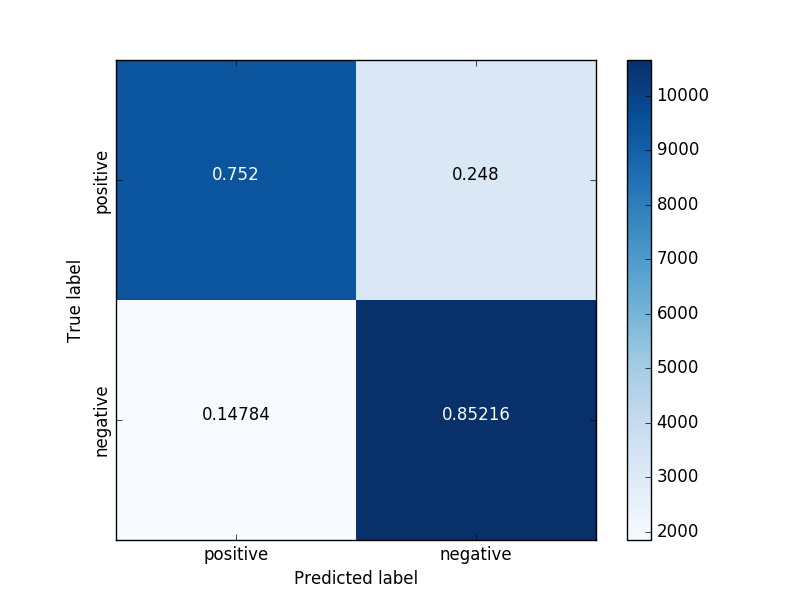 positive
0.752
0.248
True label
negative
0.14784
0.85216
positive
negative
Predicted label
10000
9000
8000
7000
6000
5000
4000
3000
2000